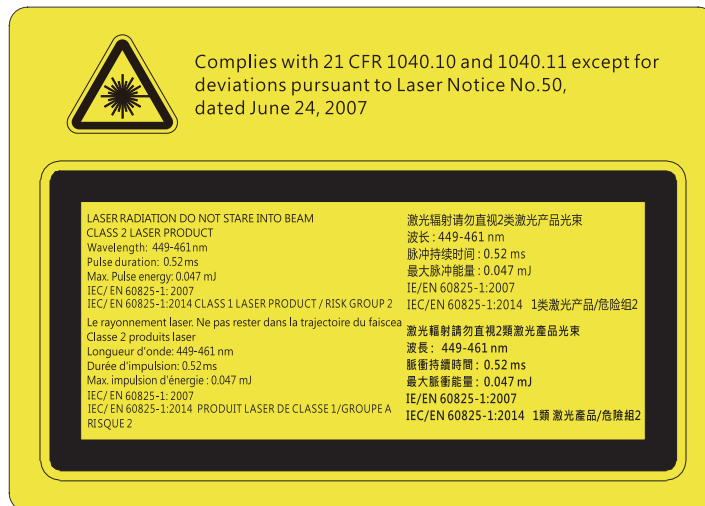 Complies with 21 CFR 1040.10 and 1040.11 except for
deviations pursuant to Laser Notice No.50,
dated June 24, 2007
LASER RADIATION DO NOT STARE INTO BEAM
CLASS 2 LASER PRODUCT
Wavelength: 449-461 nm
Pulse duration: 0.52 ms
Max. Pulse energy: 0.047 mJ
IEC/ EN 60825-1: 2007
IEC/ EN 60825-1:2014 CLASS 1 LASER PRODUCT / RISK GROUP 2
Le rayonnement laser. Ne pas rester dans la trajectoire du faiscea
Classe 2 produits laser
Longueur d'onde: 449-461 nm
Durée d'impulsion: 0.52ms
Max. impulsion d'énergie : 0.047 mJ
IEC/ EN 60825-1: 2007
IEC/ EN 60825-1:2014 PRODUIT LASER DE CLASSE 1/GROUPE A
RISQUE 2
激光辐射请勿直视2类激光产品光束
波长 : 449-461 nm
脉冲持续时间 : 0.52 ms
最大脉冲能量 : 0.047 mJ
IE/EN 60825-1:2007
IEC/EN 60825-1:2014 1类激光产品/危险组2
激光輻射請勿直視2類激光產品光束
波長 : 449-461 nm
脈衝持續時間 : 0.52 ms
最大脈衝能量 : 0.047 mJ
IE/EN 60825-1:2007
IEC/EN 60825-1:2014 1類 激光產品/危險組2